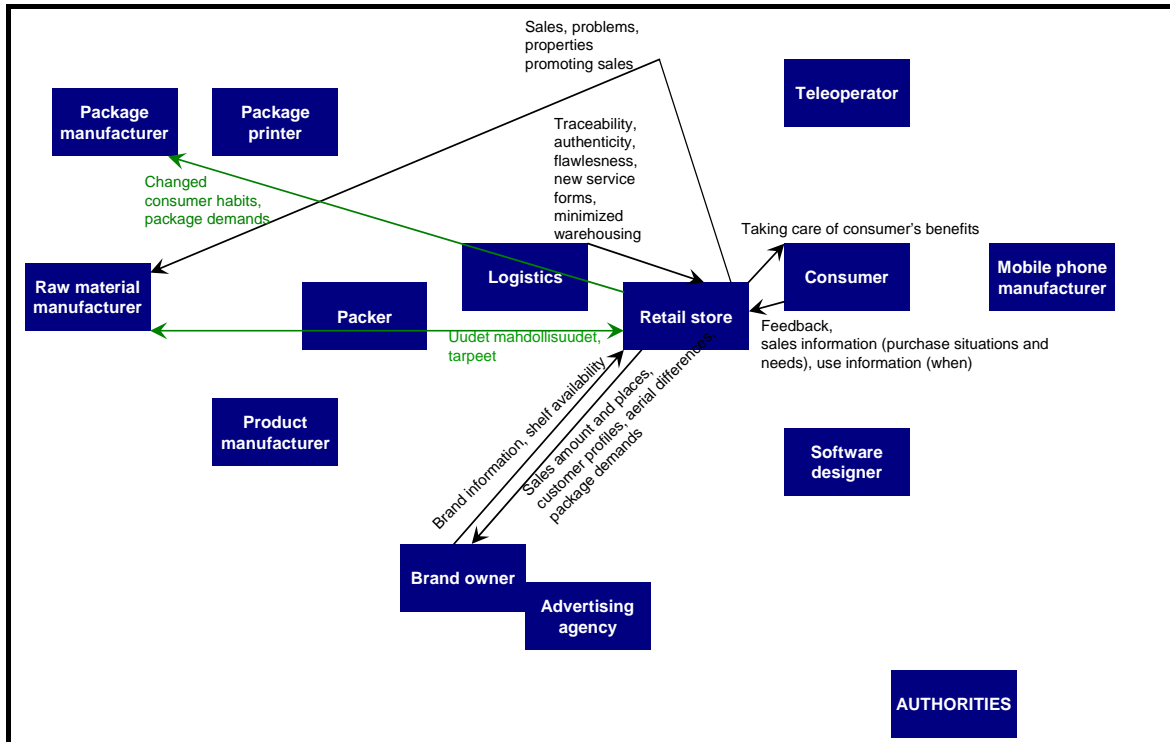 Sales, problems,
properties
promoting sales
Teleoperator
Package
manufacturer
Package
printer
Traceability,
authenticity,
flawlesness,
new service
forms,
minimized
warehousing
Changed
consumer habits,
package demands
Taking care of consumer's benefits
Raw material
manufacturer
Logistics
Consumer
Mobile phone
manufacturer
Packer
Retail store
Uudet mahdollisuudet,
tarpeet
Feedback,
sales information (purchase situations and
needs), use information (when)
Brand information, shelf availability
Sales amount and places,
customer profiles, aerial differences,
package demands
Product
manufacturer
Software
designer
Brand owner
Advertising
agency
AUTHORITIES